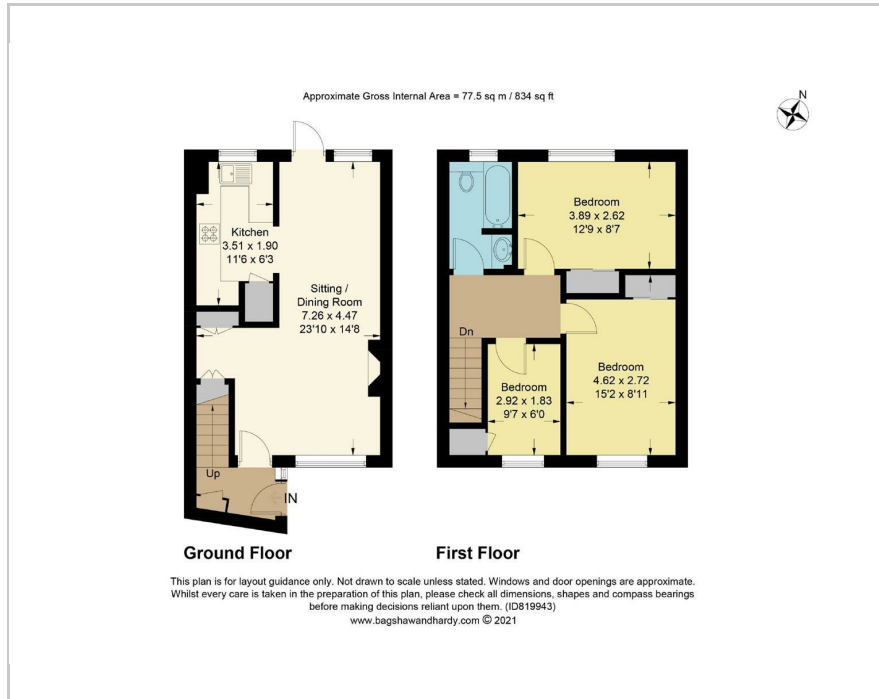 Approximate Gross Internal Area = 77.5 sq m / 834 sq ft
N
Kitchen
3.51 x 1.90
11'6 x 6'3
Sitting /
Dining Room
7.26 x 4.47
23'10 x 14'8
Up
IN
Ground Floor
Bedroom
3.89 x 2.62
12'9 x 8'7
Dn
Bedroom
2.92 x 1.83
9'7 x 6'0
Bedroom
4.62 x 2.72
15'2 x 8'11
First Floor
This plan is for layout guidance only. Not drawn to scale unless stated. Windows and door openings are approximate.
Whilst every care is taken in the preparation of this plan, please check all dimensions, shapes and compass bearings
before making decisions reliant upon them. (ID819943)
www.bagshawandhardy.com © 2021